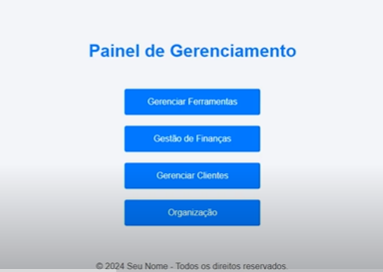 Painel de Gerenciamento
Gerenciar Ferramentas
Gestão de Finanças
Gerenciar Clientes
Organização
© 2024 Seu Nome - Todos os direitos reservados.